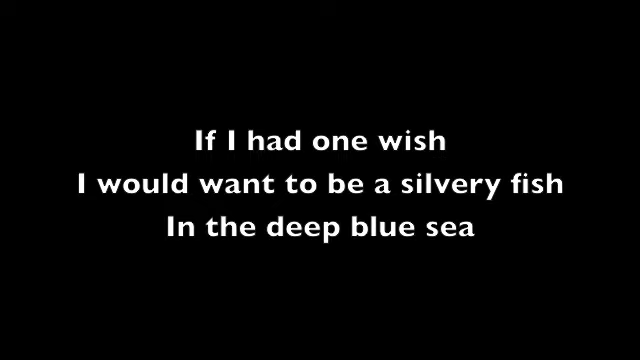 If I had one wish
I would want to be a silvery fish
In the deep blue sea